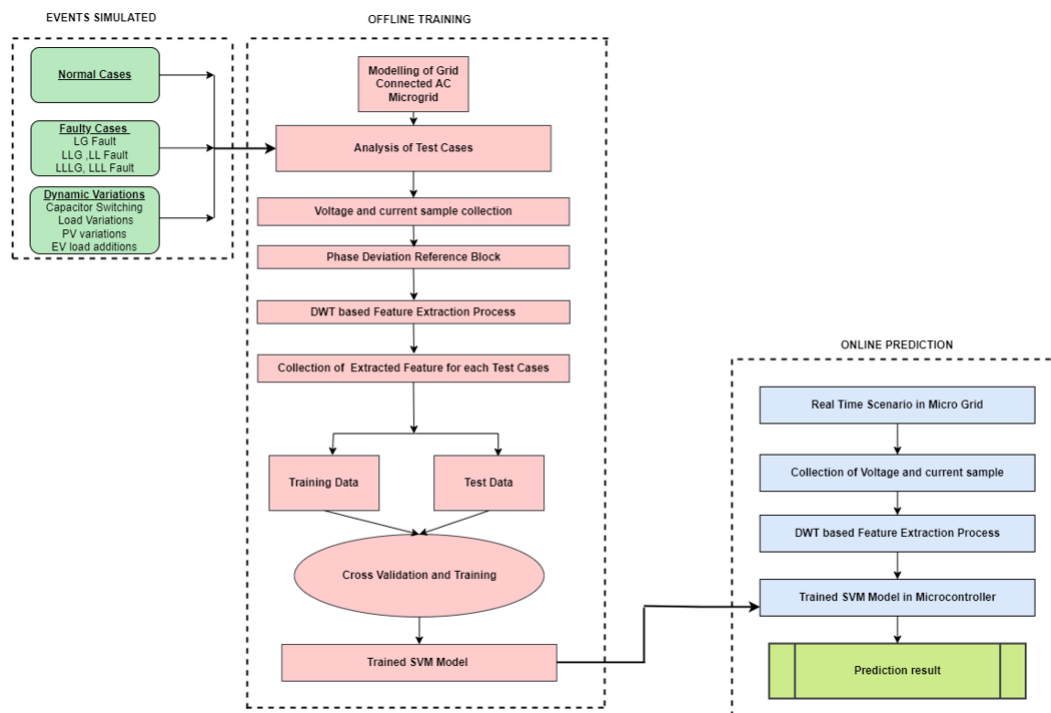 EVENTS SIMULATED
Normal Cases
Faulty Cases
LG Fault
LLG ,LL Fault
LLLG, LLL Fault
Dynamic Variations
Capacitor Switching
Load Variations
PV variations
EV load additions
OFFLINE TRAINING
Modelling of Grid
Connected AC
Microgrid
Analysis of Test Cases
Voltage and current sample collection
Phase Deviation Reference Block
DWT based Feature Extraction Process
Collection of Extracted Feature for each Test Cases
Training Data
Test Data
Cross Validation and Training
Trained SVM Model
ONLINE PREDICTION
Real Time Scenario in Micro Grid
Collection of Voltage and current sample
DWT based Feature Extraction Process
Trained SVM Model in Microcontroller
Prediction result